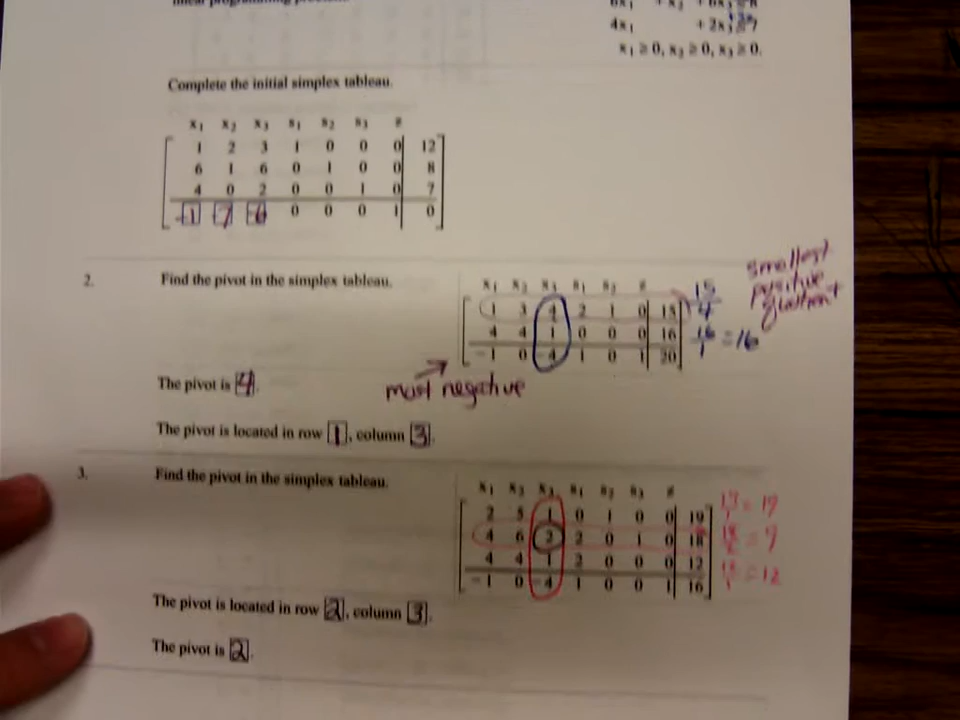 linear programming
6x1 + x2 + 6x3 ≤ 8
4x1 + 2x3 ≤ 7
x1 ≥ 0, x2 ≥ 0, x3 ≥ 0.
Complete the initial simplex tableau.
x1 x2 x3 s1 s2 s3 z
1 2 3 1 0 0 0 12
6 1 6 0 1 0 0 8
4 0 2 0 0 1 0 7
-1 -7 -6 0 0 0 1 0
2. Find the pivot in the simplex tableau.
x1 x2 x3 s1 s2 z
1 3 4 2 1 0 15
4 4 1 0 0 0 16
-1 0 -4 1 0 1 20
15/4
16/1 = 16
smallest
positive
quotient
most negative
The pivot is 4.
The pivot is located in row 1, column 3.
3. Find the pivot in the simplex tableau.
x1 x2 x3 s1 s2 s3 z
2 5 1 0 1 0 0 19
4 6 2 2 0 1 0 18
4 4 1 2 0 0 0 12
-1 0 -4 1 0 0 1 16
19/1 = 19
18/2 = 9
12/1 = 12
The pivot is located in row 2, column 3.
The pivot is 2.